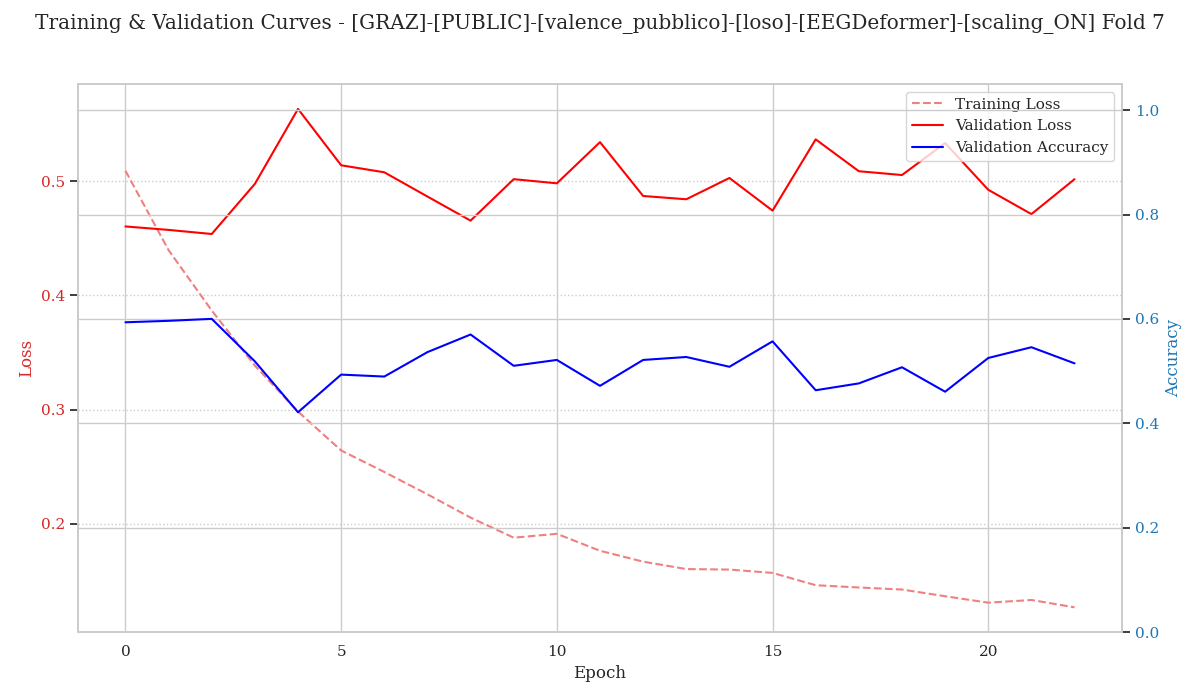 Training & Validation Curves - [GRAZ]-[PUBLIC]-[valence_pubblico]-[loso]-[EEGDeformer]-[scaling_ON] Fold 7
Training Loss
Validation Loss
Validation Accuracy
0.5
0.4
0.3
0.2
Loss
1.0
0.8
0.6
0.4
0.2
0.0
Accuracy
0
5
10
15
20
Epoch